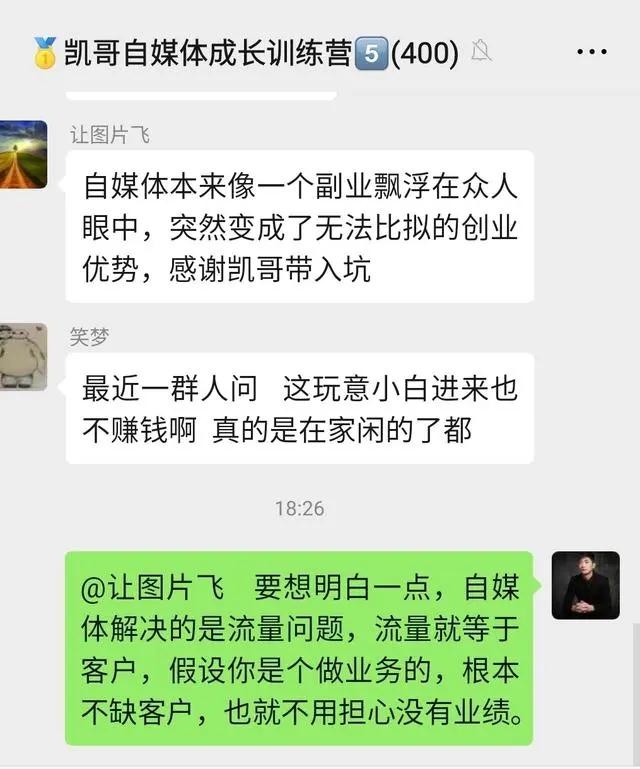 🥇凯哥自媒体成长训练营5️⃣(400)
让图片飞
自媒体本来像一个副业飘浮在众人
眼中，突然变成了无法比拟的创业
优势，感谢凯哥带入坑
笑梦
最近一群人问 这玩意小白进来也
不赚钱啊 真的是在家闲的了都
18:26
@让图片飞 要想明白一点，自媒
体解决的是流量问题，流量就等于
客户，假设你是个做业务的，根本
不缺客户，也就不用担心没有业绩。